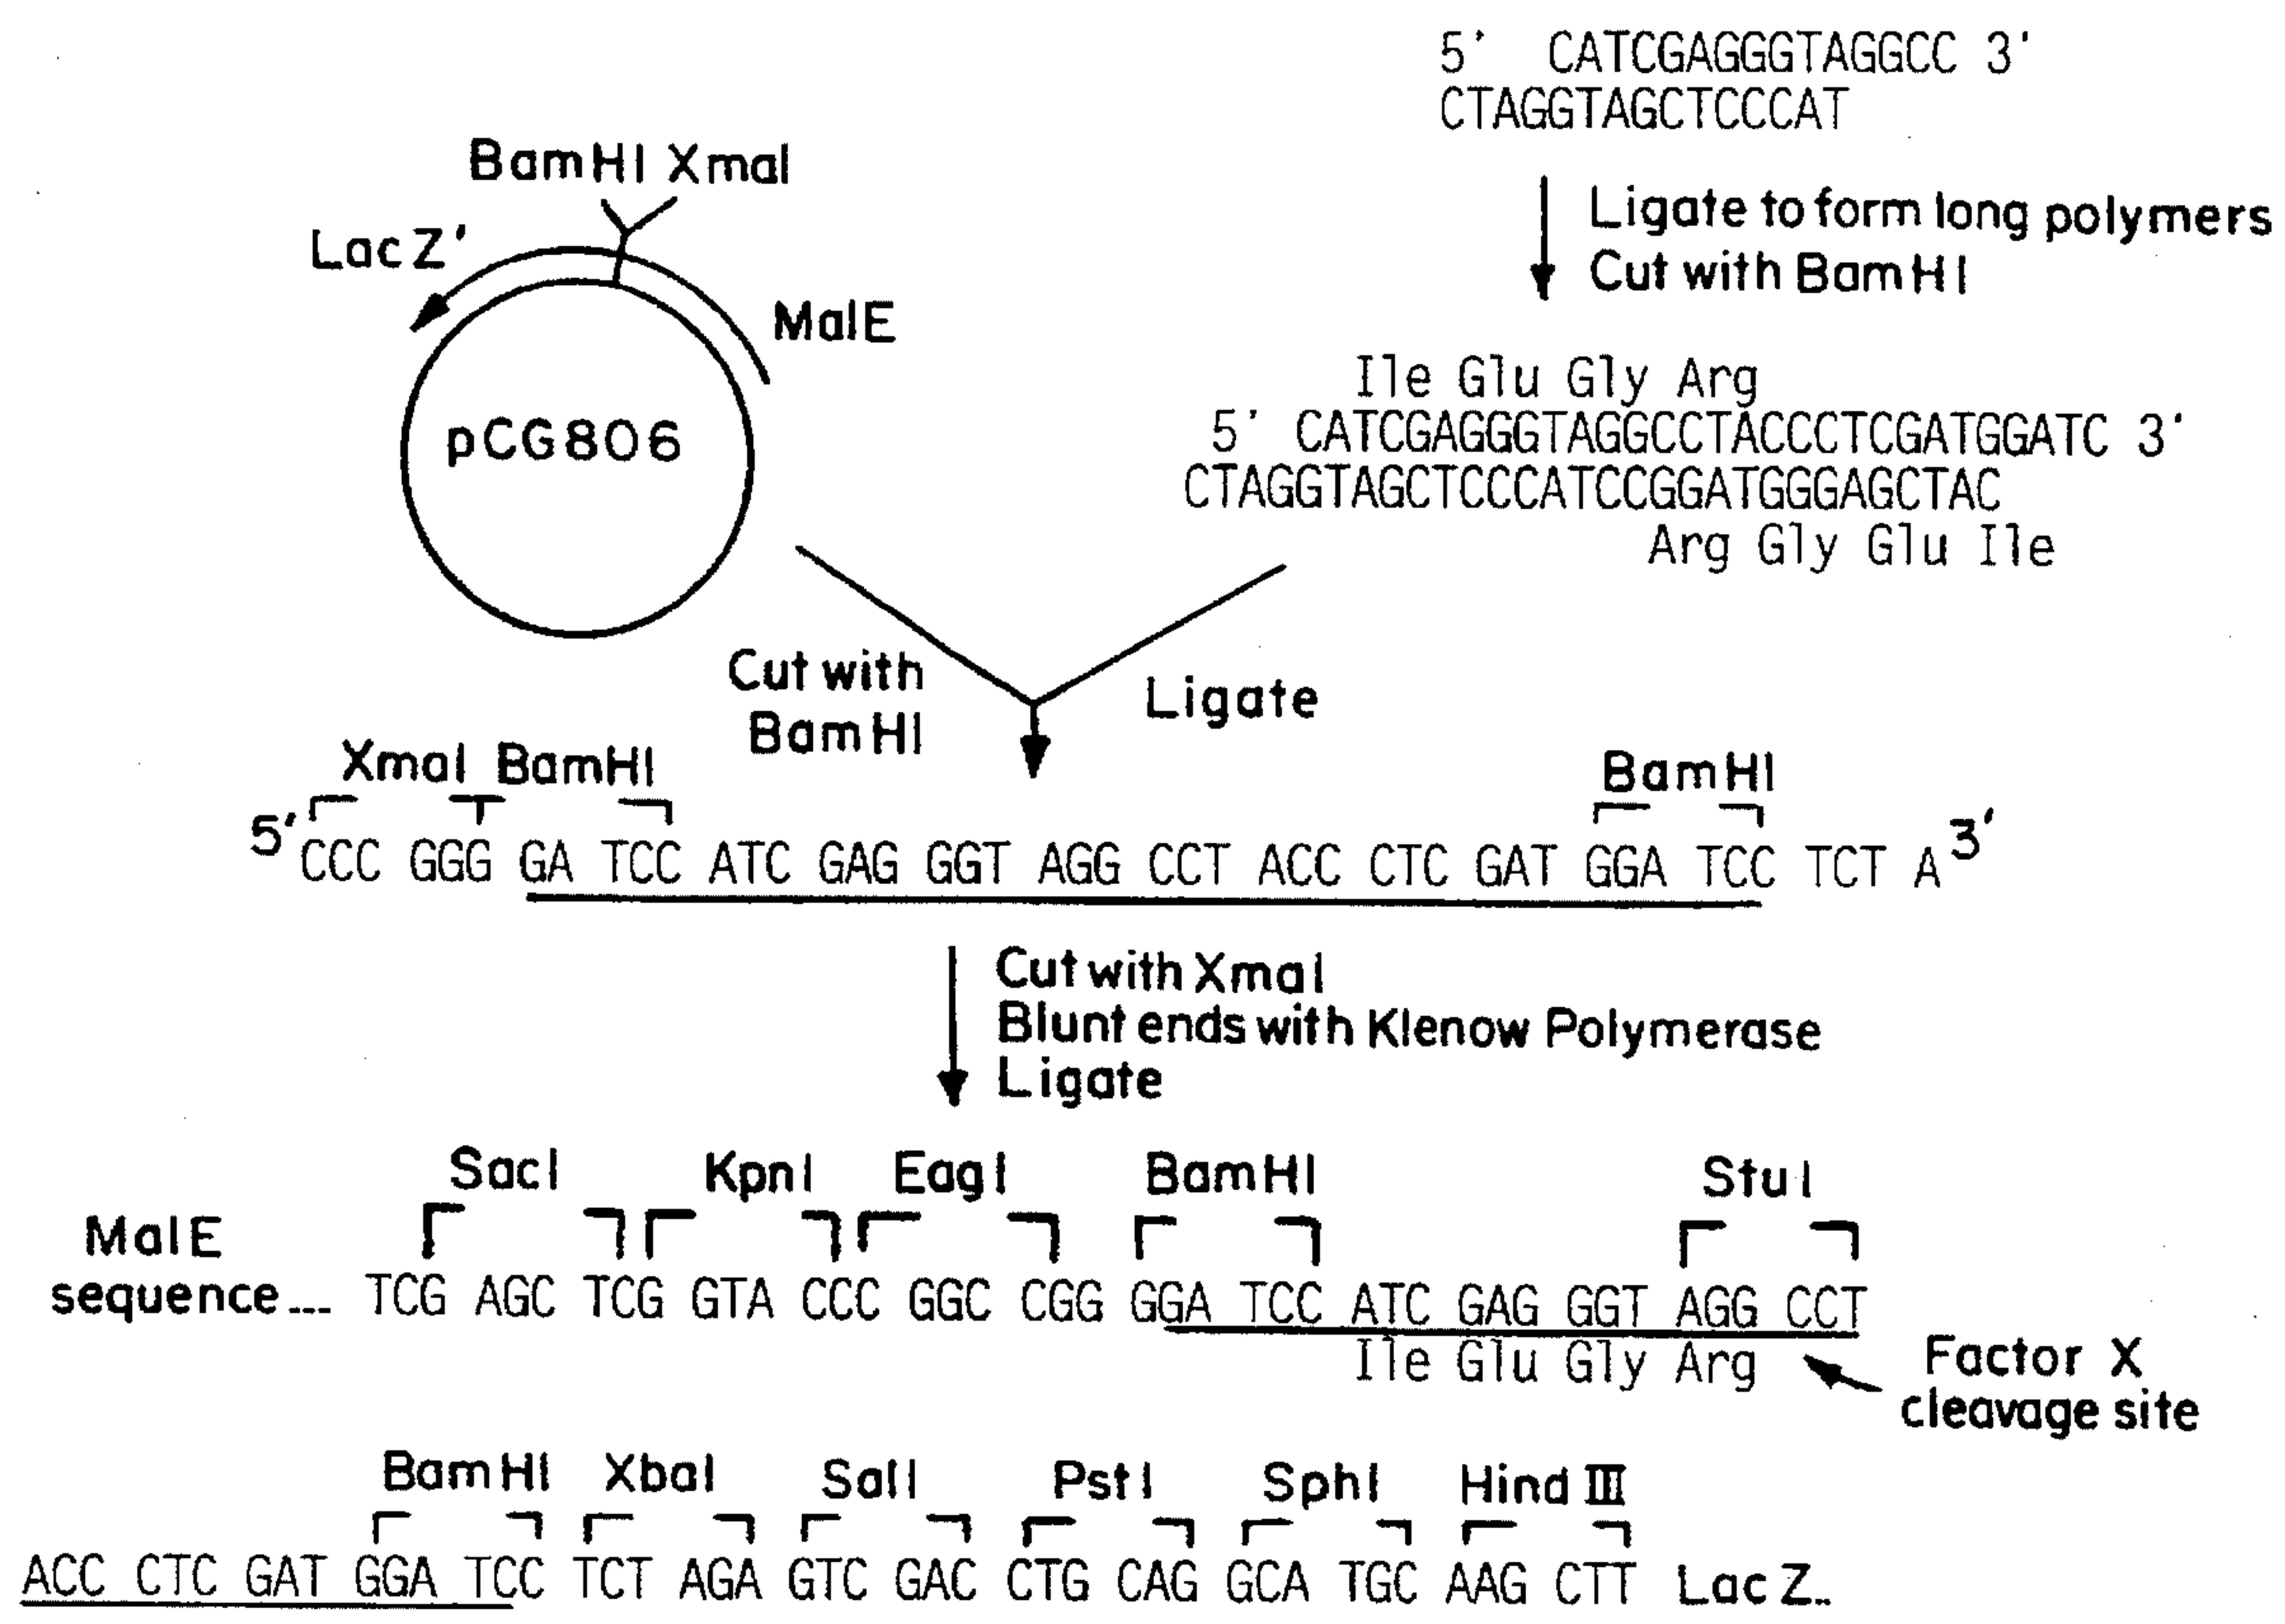 5' CATCGAGGGTAGGCC 3'
CTAGGTAGCTCCCAT
BamHI XmaI
LacZ'
MalE
pCG806
Ligate to form long polymers
Cut with BamHI
Ile Glu Gly Arg
5' CATCGAGGGTAGGCCTACCCTCGATGGATC 3'
CTAGGTAGCTCCCATCCGGATGGGAGCTAC
Arg Gly Glu Ile
Cut with
BamHI
Ligate
XmaI BamHI
BamHI
5' CCC GGG GA TCC ATC GAG GGT AGG CCT ACC CTC GAT GGA TCC TCT A 3'
Cut with XmaI
Blunt ends with Klenow Polymerase
Ligate
SacI KpnI EagI BamHI StuI
MalE
sequence... TCG AGC TCG GTA CCC GGC CGG GGA TCC ATC GAG GGT AGG CCT
Ile Glu Gly Arg
Factor X
cleavage site
BamHI XbaI SalI PstI SphI Hind III
ACC CTC GAT GGA TCC TCT AGA GTC GAC CTG CAG GCA TGC AAG CTT LacZ..